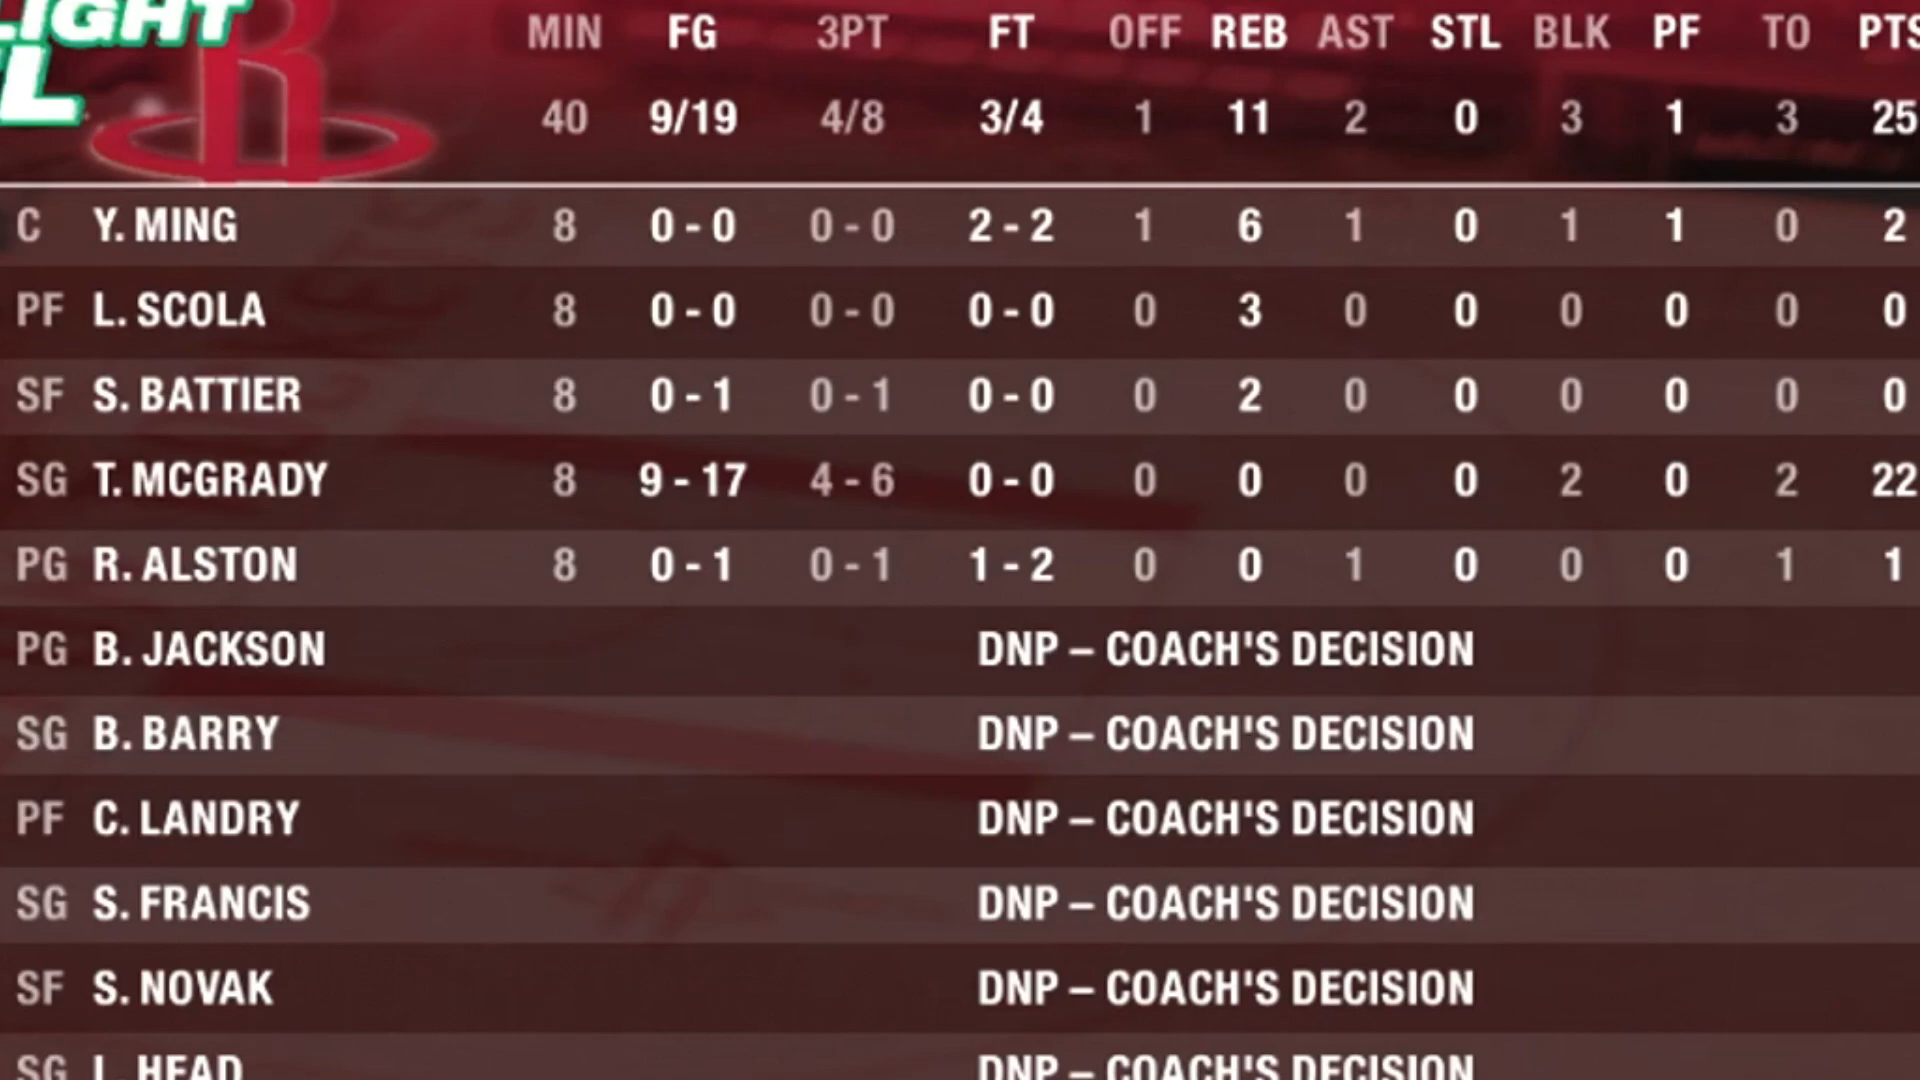 LIGHT
L
R
MIN FG 3PT FT OFF REB AST STL BLK PF TO PTS
40 9/19 4/8 3/4 1 11 2 0 3 1 3 25
C Y. MING 8 0 - 0 0 - 0 2 - 2 1 6 1 0 1 1 0 2
PF L. SCOLA 8 0 - 0 0 - 0 0 - 0 0 3 0 0 0 0 0 0
SF S. BATTIER 8 0 - 1 0 - 1 0 - 0 0 2 0 0 0 0 0 0
SG T. MCGRADY 8 9 - 17 4 - 6 0 - 0 0 0 0 0 2 0 2 22
PG R. ALSTON 8 0 - 1 0 - 1 1 - 2 0 0 1 0 0 0 1 1
PG B. JACKSON DNP – COACH'S DECISION
SG B. BARRY DNP – COACH'S DECISION
PF C. LANDRY DNP – COACH'S DECISION
SG S. FRANCIS DNP – COACH'S DECISION
SF S. NOVAK DNP – COACH'S DECISION
SG L. HEAD DNP – COACH'S DECISION